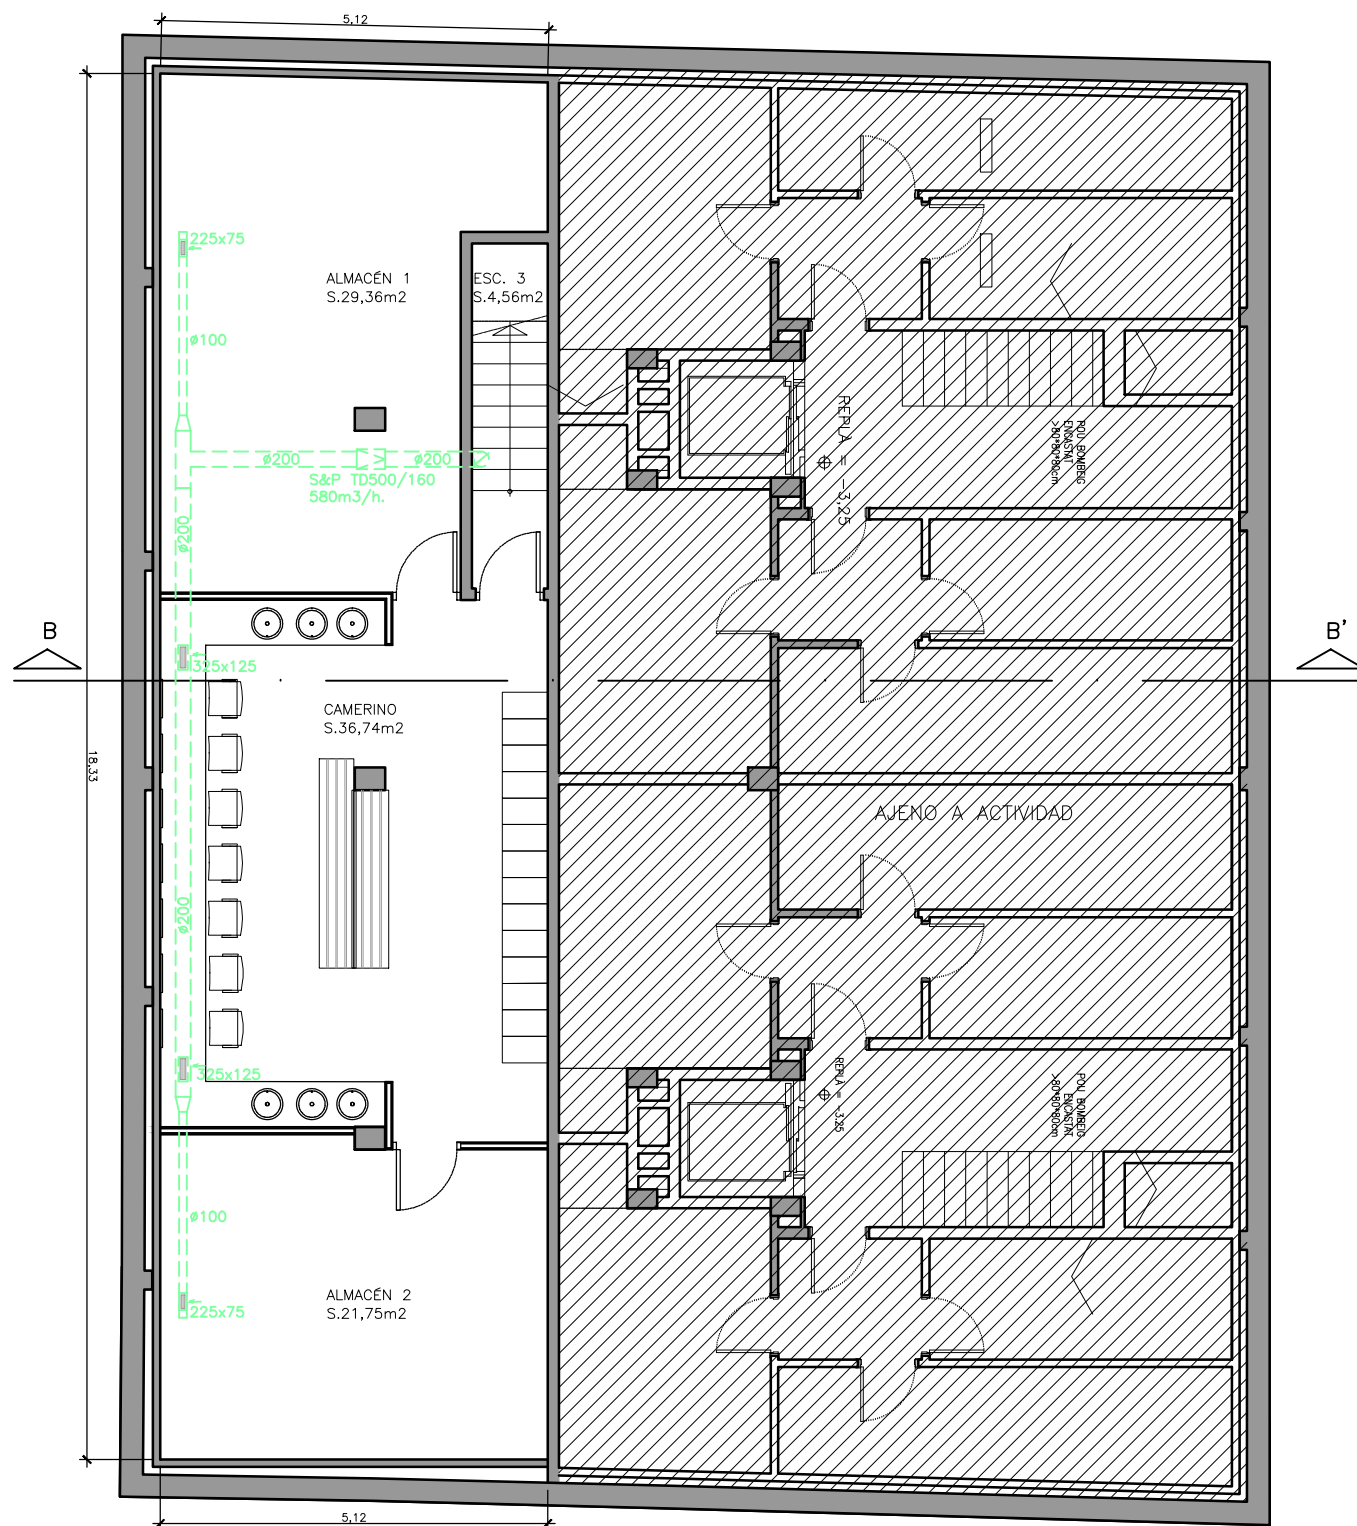 5,12
225x75
ALMACÉN 1
S.29,36m2
ESC. 3
S.4,56m2
ø100
REPLA = -3,25
POU BOMBEIG
ENCASTAT
>80*80*80cm
ø200
ø200
S&P TD500/160
580m3/h.
ø200
B
B'
325x125
CAMERINO
S.36,74m2
18,33
AJENO A ACTIVIDAD
ø200
325x125
REPLA = -3,25
POU BOMBEIG
ENCASTAT
>80*80*80cm
ø100
ALMACÉN 2
S.21,75m2
225x75
5,12